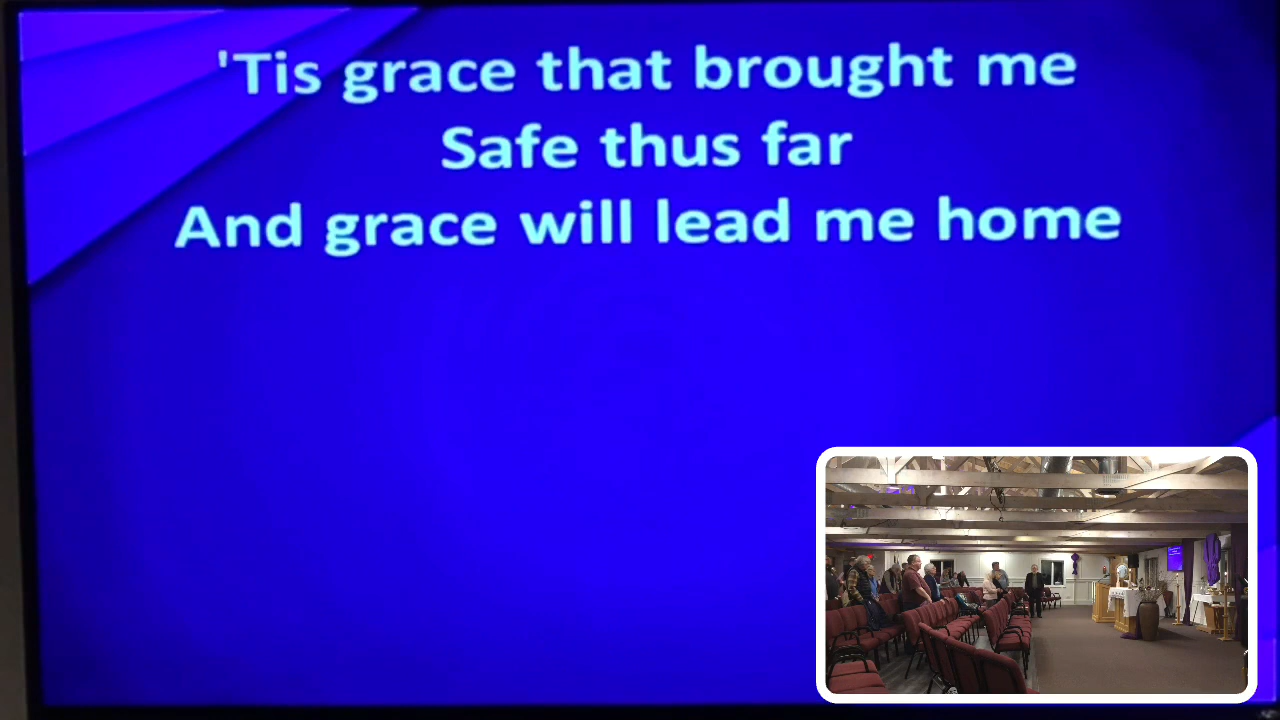 'Tis grace that brought me
Safe thus far
And grace will lead me home